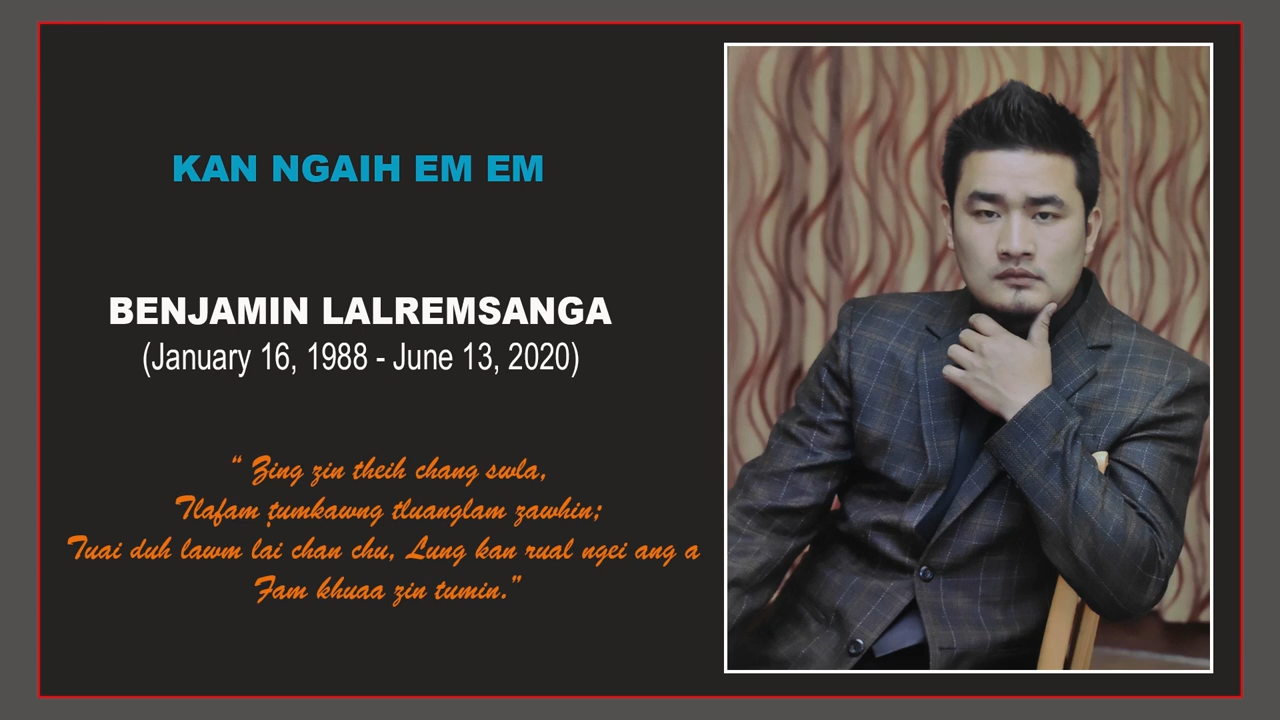 KAN NGAIH EM EM
BENJAMIN LALREMSANGA
(January 16, 1988 - June 13, 2020)
“ Zing zin theih chang swla,
Tlafam ṭumkawng tluanglam zawhin;
Tuai duh lawm lai chan chu, Lung kan rual ngei ang a
Fam khuaa zin tumin.”